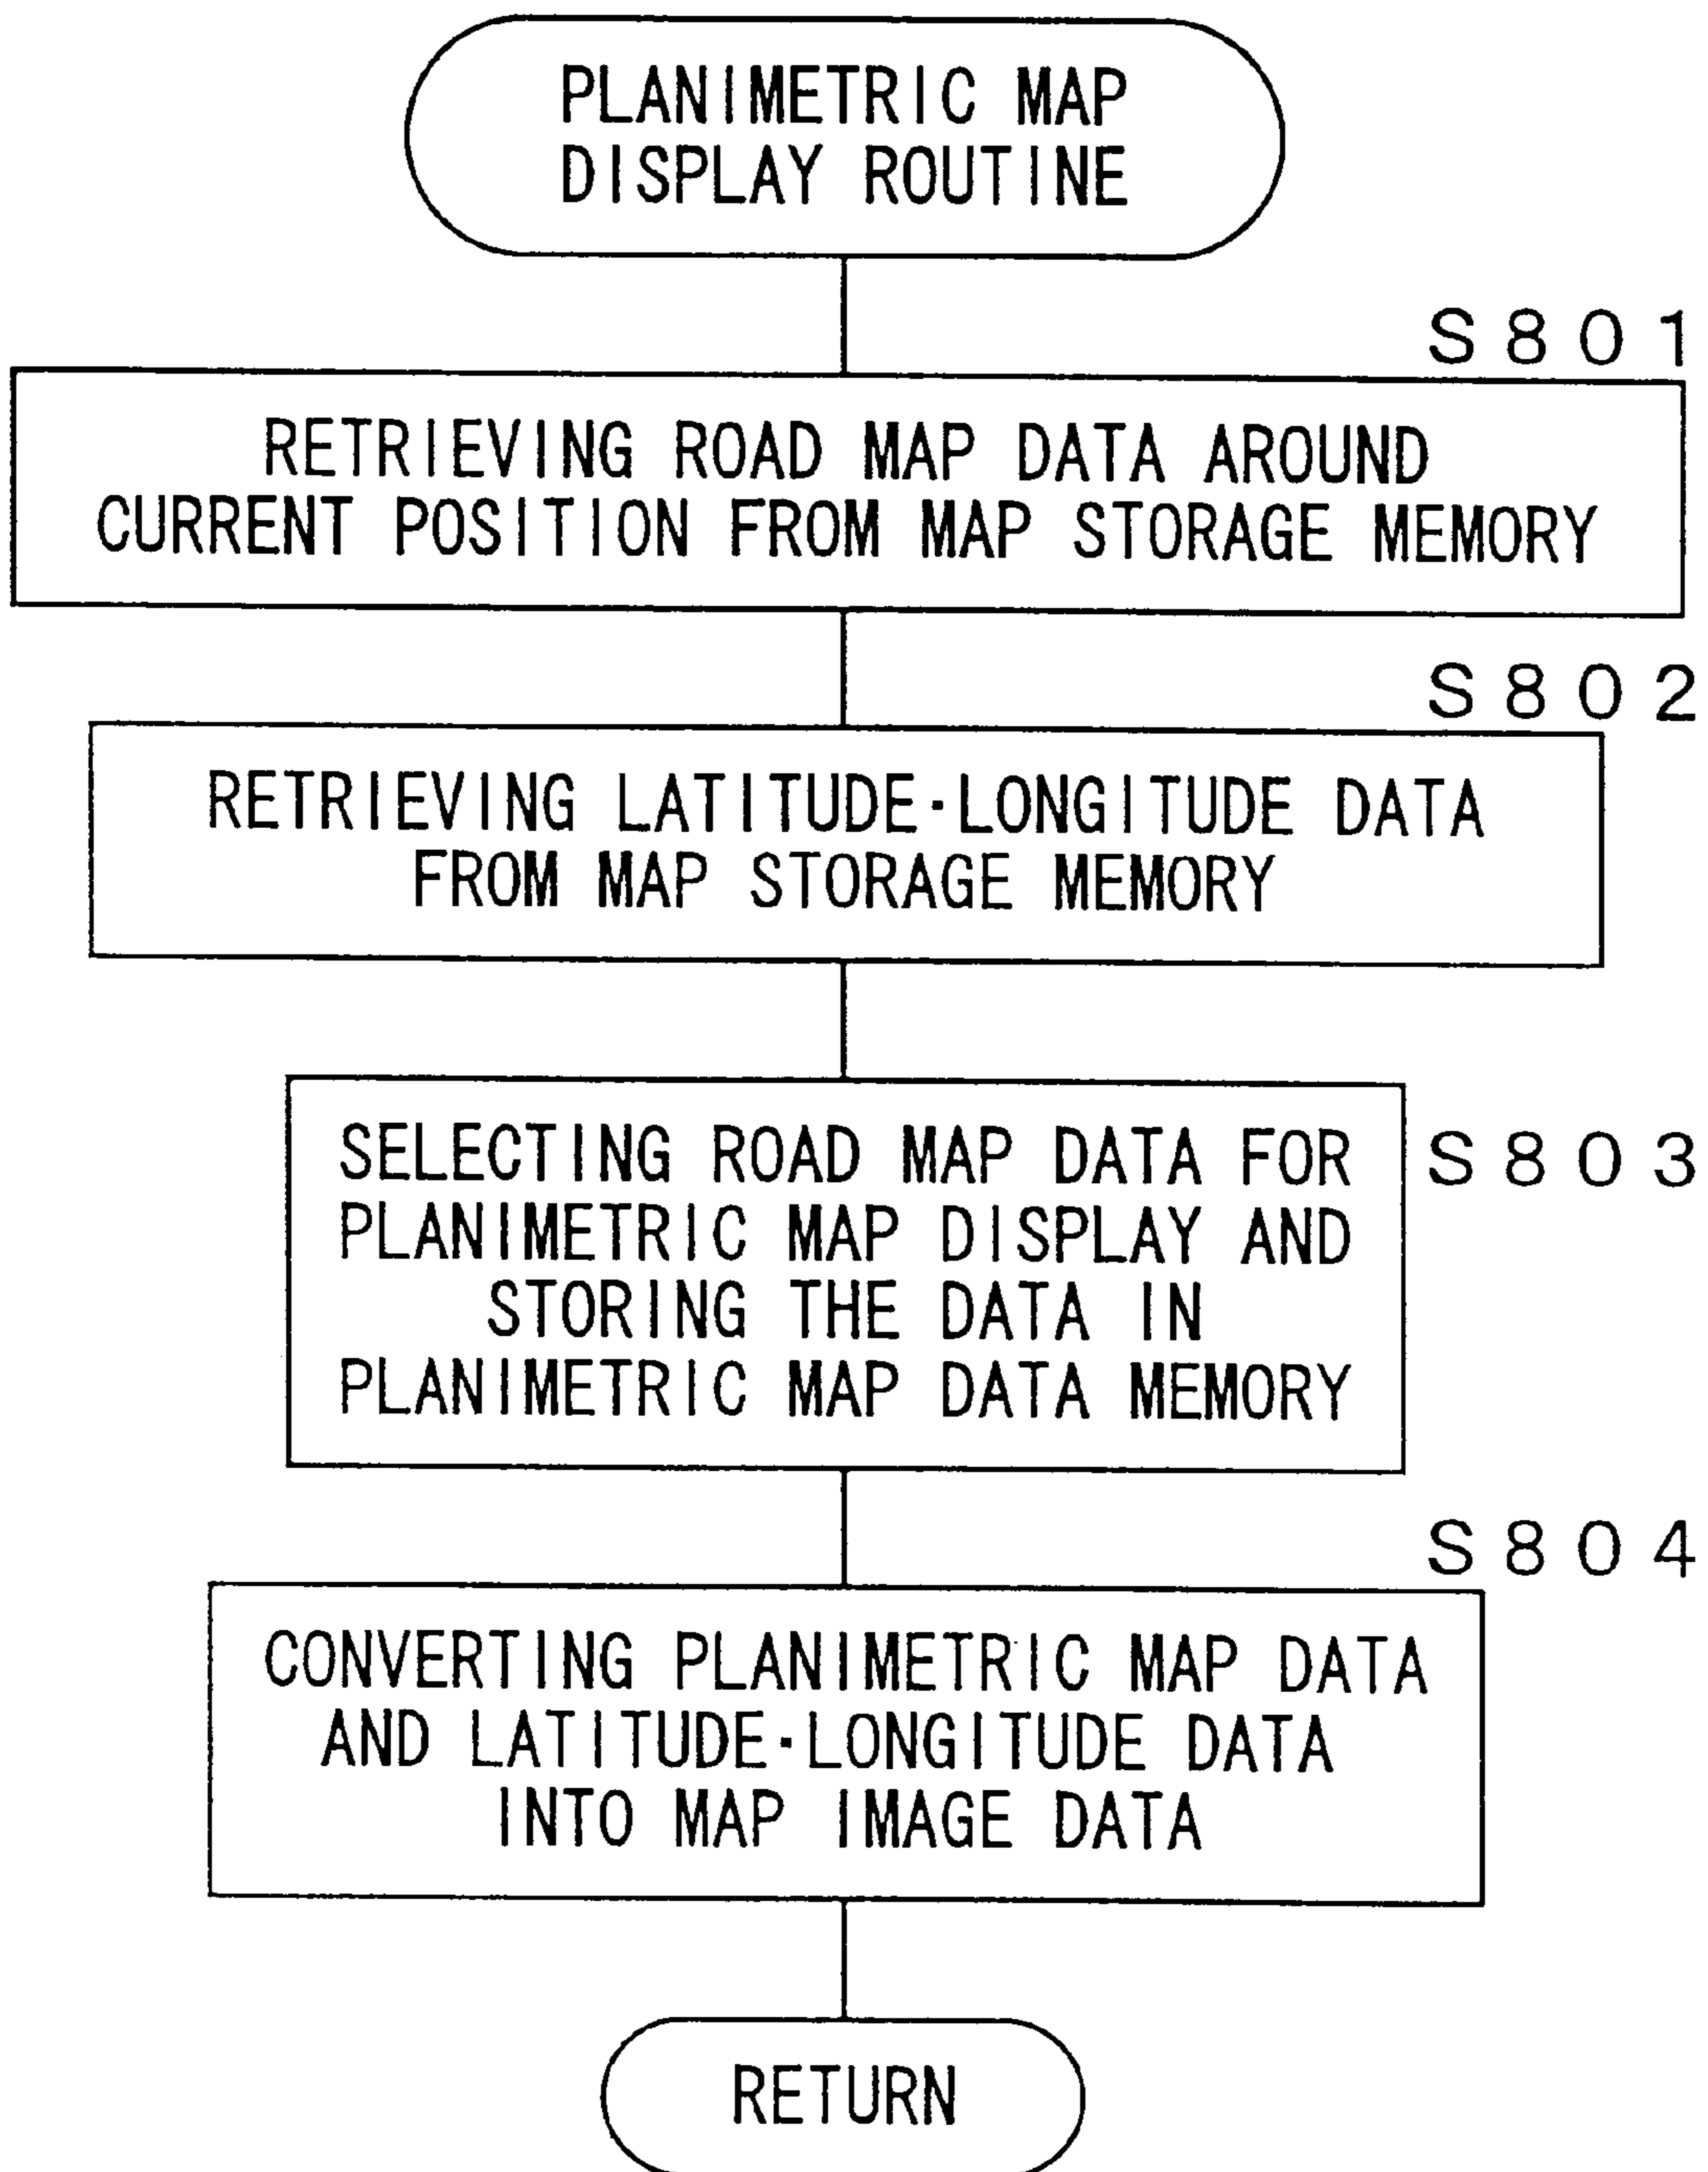 PLANIMETRIC MAP
DISPLAY ROUTINE
S801
RETRIEVING ROAD MAP DATA AROUND
CURRENT POSITION FROM MAP STORAGE MEMORY
S802
RETRIEVING LATITUDE·LONGITUDE DATA
FROM MAP STORAGE MEMORY
S803
SELECTING ROAD MAP DATA FOR
PLANIMETRIC MAP DISPLAY AND
STORING THE DATA IN
PLANIMETRIC MAP DATA MEMORY
S804
CONVERTING PLANIMETRIC MAP DATA
AND LATITUDE·LONGITUDE DATA
INTO MAP IMAGE DATA
RETURN